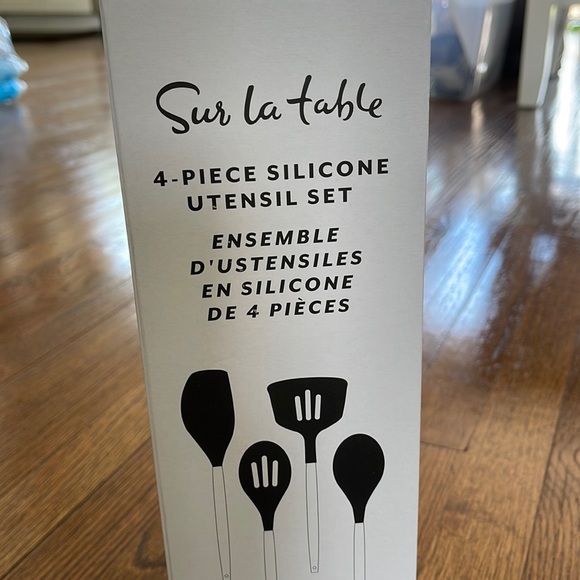 Sur la table
4-PIECE SILICONE
UTENSIL SET
ENSEMBLE
D'USTENSILES
EN SILICONE
DE 4 PIÈCES